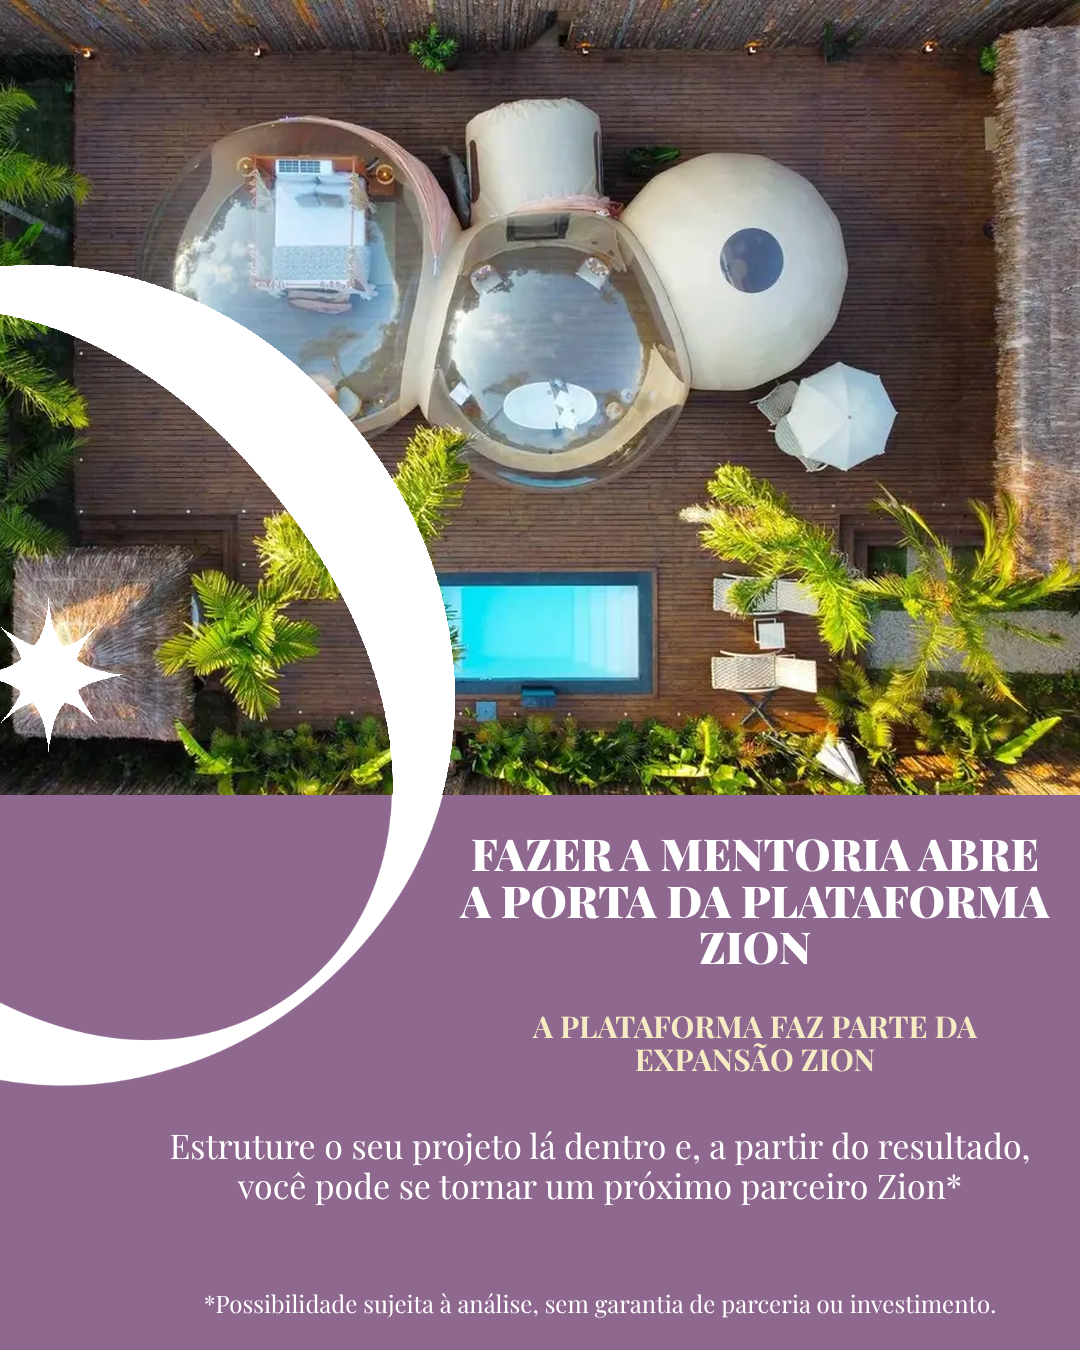 FAZER A MENTORIA ABRE
A PORTA DA PLATAFORMA
ZION
A PLATAFORMA FAZ PARTE DA
EXPANSÃO ZION
Estruture o seu projeto lá dentro e, a partir do resultado,
você pode se tornar um próximo parceiro Zion*
*Possibilidade sujeita à análise, sem garantia de parceria ou investimento.